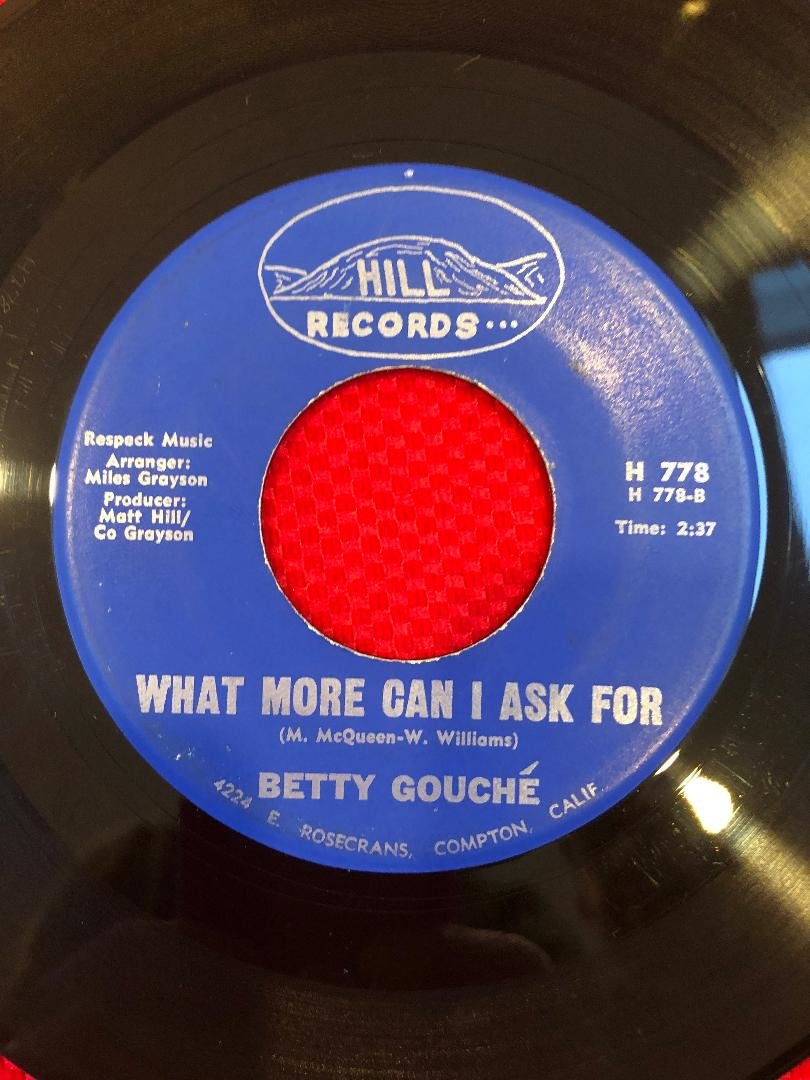 HILL
RECORDS...
Respeck Music
Arranger:
Miles Grayson
Producer:
Matt Hill/
Co Grayson
H 778
H 778-B
Time: 2:37
WHAT MORE CAN I ASK FOR
(M. McQueen-W. Williams)
BETTY GOUCHÉ
4224 E. ROSECRANS, COMPTON, CALIF.